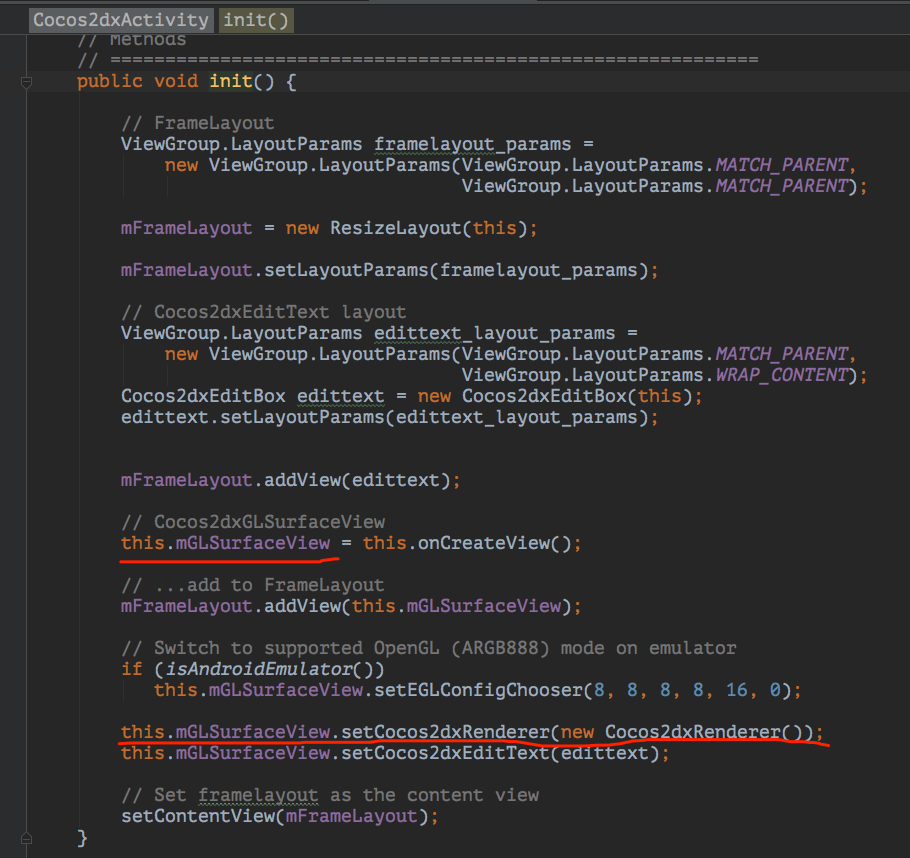 Cocos2dxActivity init()
// Methods
// ===========================================================
public void init() {
// FrameLayout
ViewGroup.LayoutParams framelayout_params =
new ViewGroup.LayoutParams(ViewGroup.LayoutParams.MATCH_PARENT,
ViewGroup.LayoutParams.MATCH_PARENT);
mFrameLayout = new ResizeLayout(this);
mFrameLayout.setLayoutParams(framelayout_params);
// Cocos2dxEditText layout
ViewGroup.LayoutParams edittext_layout_params =
new ViewGroup.LayoutParams(ViewGroup.LayoutParams.MATCH_PARENT,
ViewGroup.LayoutParams.WRAP_CONTENT);
Cocos2dxEditBox edittext = new Cocos2dxEditBox(this);
edittext.setLayoutParams(edittext_layout_params);
mFrameLayout.addView(edittext);
// Cocos2dxGLSurfaceView
this.mGLSurfaceView = this.onCreateView();
// ...add to FrameLayout
mFrameLayout.addView(this.mGLSurfaceView);
// Switch to supported OpenGL (ARGB888) mode on emulator
if (isAndroidEmulator())
this.mGLSurfaceView.setEGLConfigChooser(8, 8, 8, 8, 16, 0);
this.mGLSurfaceView.setCocos2dxRenderer(new Cocos2dxRenderer());
this.mGLSurfaceView.setCocos2dxEditText(edittext);
// Set framelayout as the content view
setContentView(mFrameLayout);
}